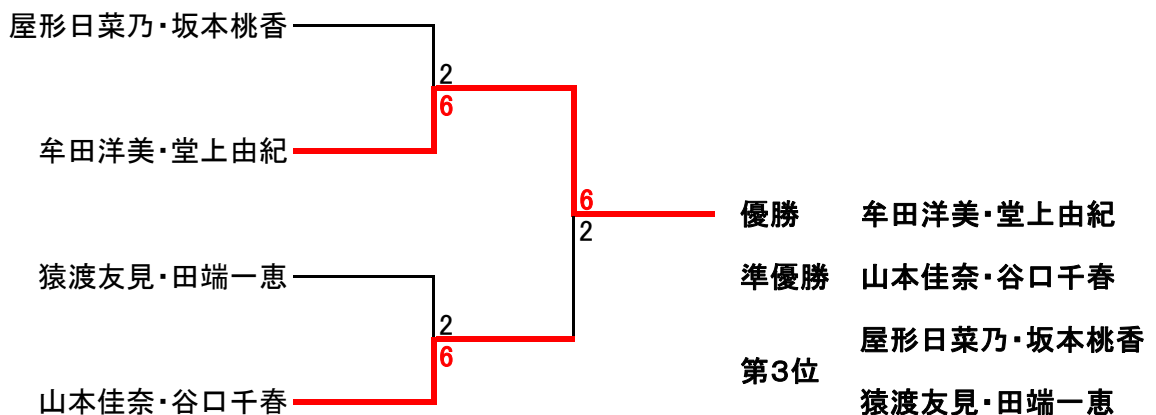 屋形日菜乃・坂本桃香
2
6
牟田洋美・堂上由紀
6
2
優勝 牟田洋美・堂上由紀
準優勝 山本佳奈・谷口千春
猿渡友見・田端一恵
2
6
山本佳奈・谷口千春
第3位
屋形日菜乃・坂本桃香
猿渡友見・田端一恵